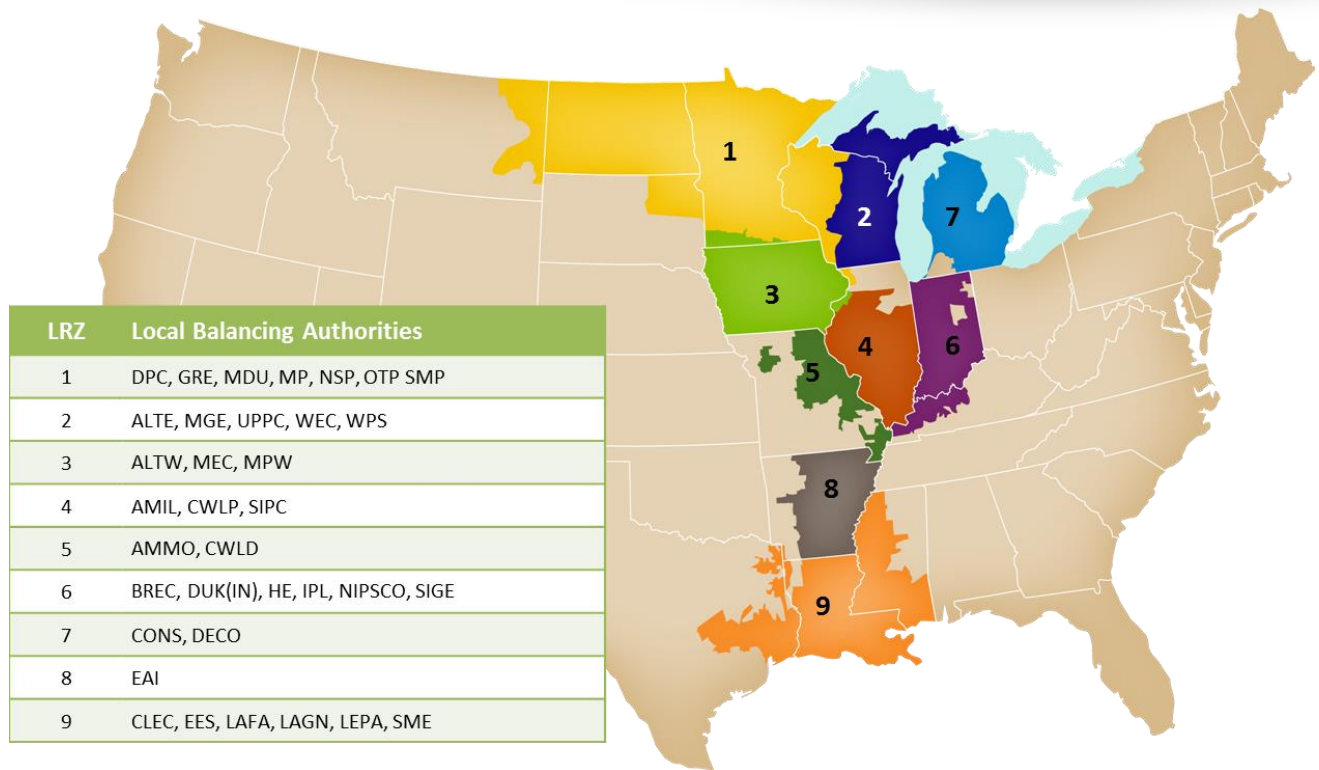 1
2
7
3
4
6
5
8
9
LRZ Local Balancing Authorities
1 DPC, GRE, MDU, MP, NSP, OTP SMP
2 ALTE, MGE, UPPC, WEC, WPS
3 ALTW, MEC, MPW
4 AMIL, CWLP, SIPC
5 AMMO, CWLD
6 BREC, DUK(IN), HE, IPL, NIPSCO, SIGE
7 CONS, DECO
8 EAI
9 CLEC, EES, LAFA, LAGN, LEPA, SME